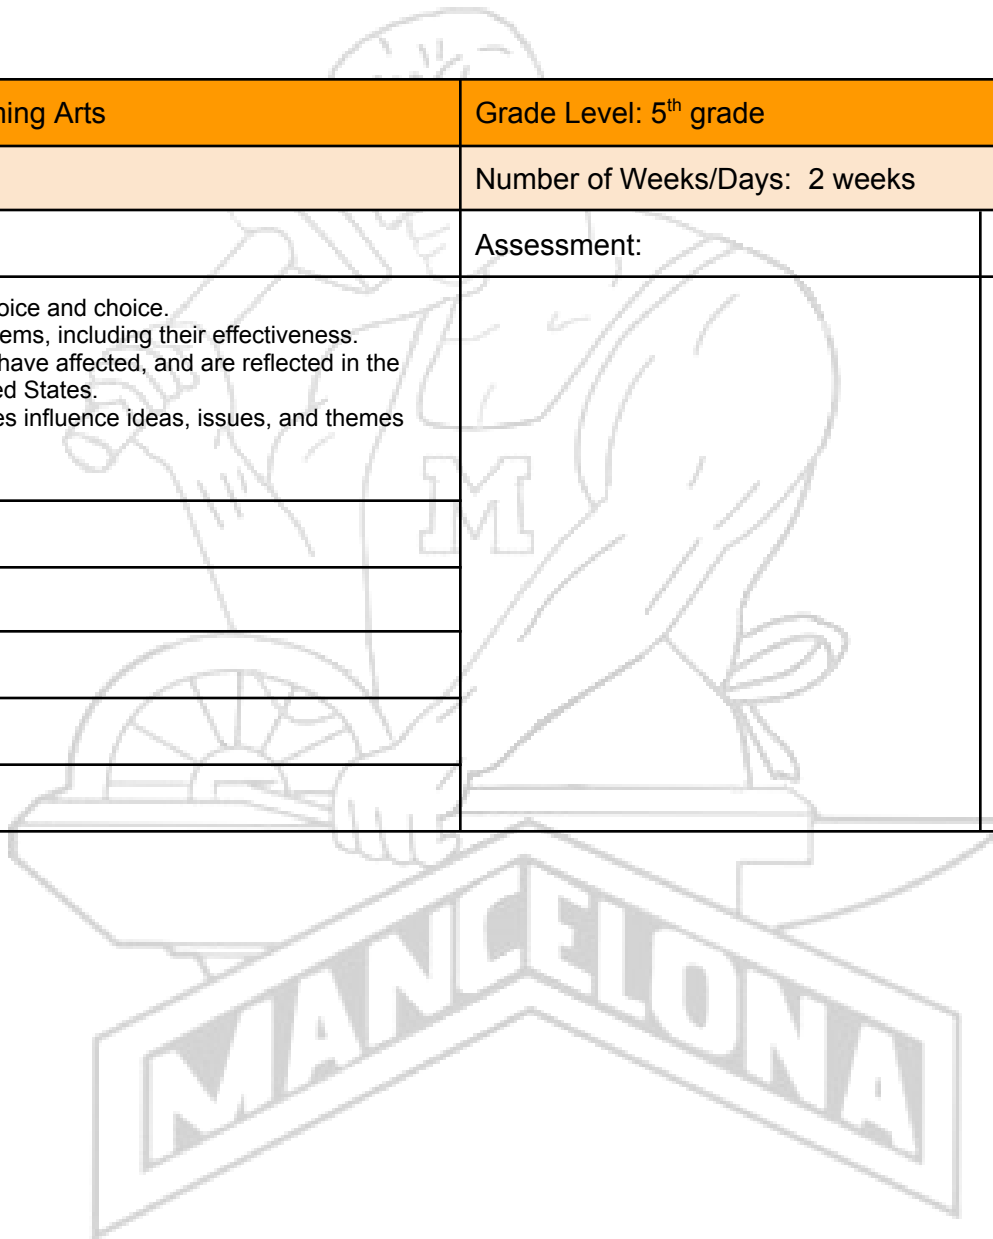 ning Arts
Grade Level: 5th grade
Number of Weeks/Days: 2 weeks
Assessment:
oice and choice.
ems, including their effectiveness.
have affected, and are reflected in the
ed States.
es influence ideas, issues, and themes
M
MANCELONA